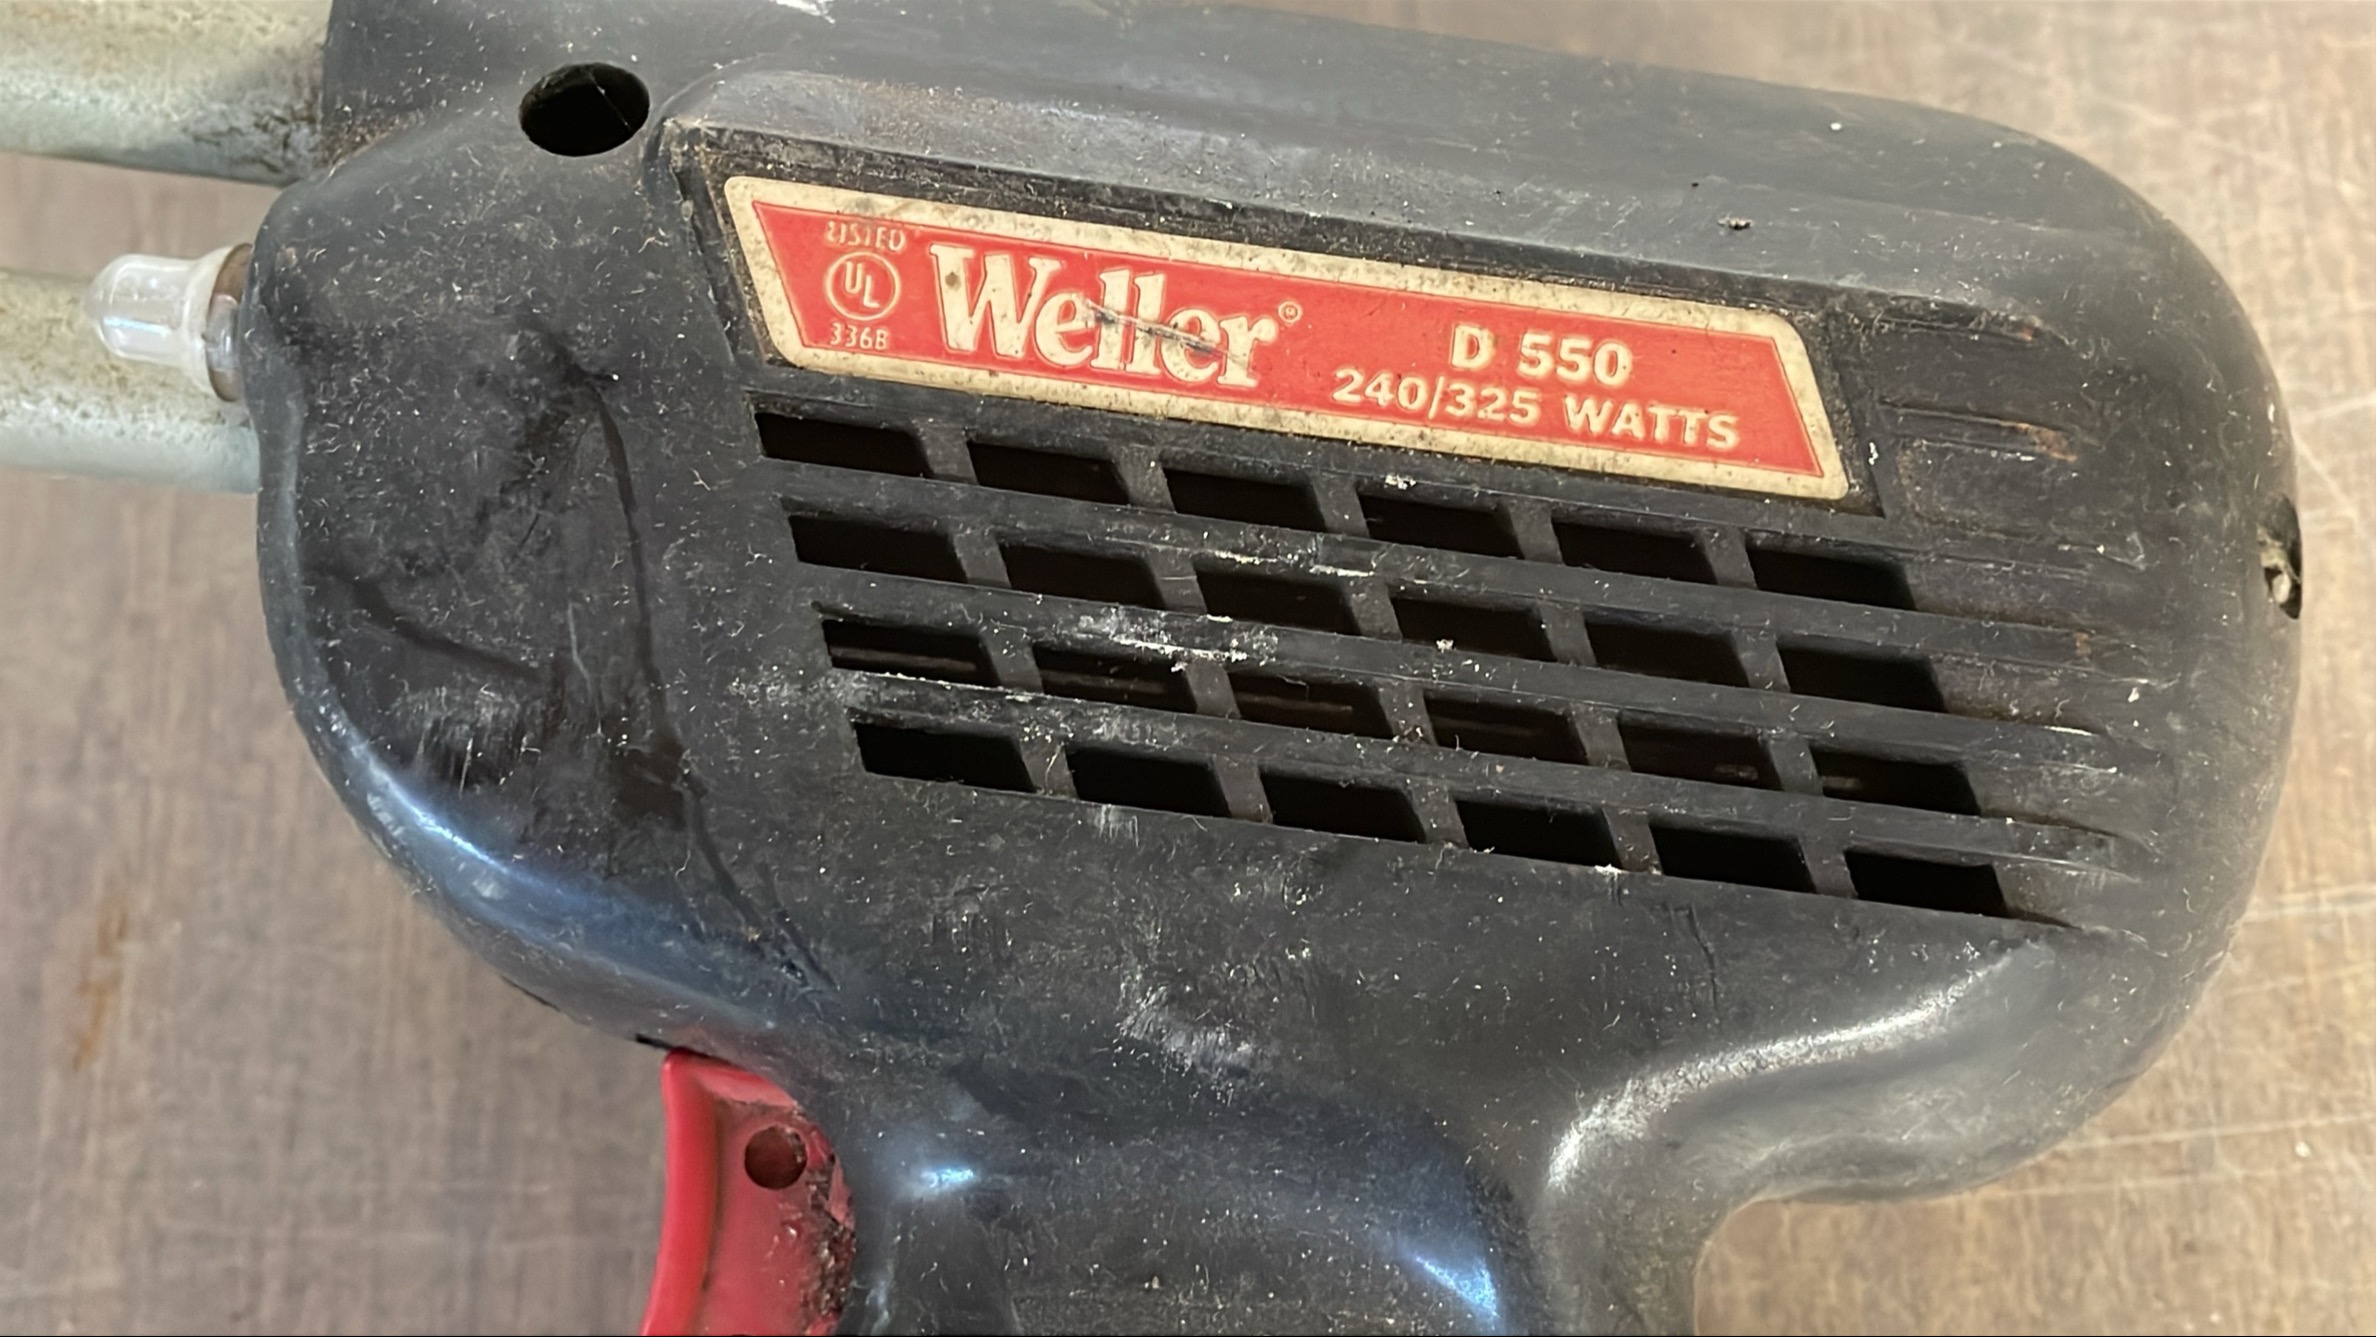 LISTED
UL
336B
Weller®
D 550
240/325 WATTS